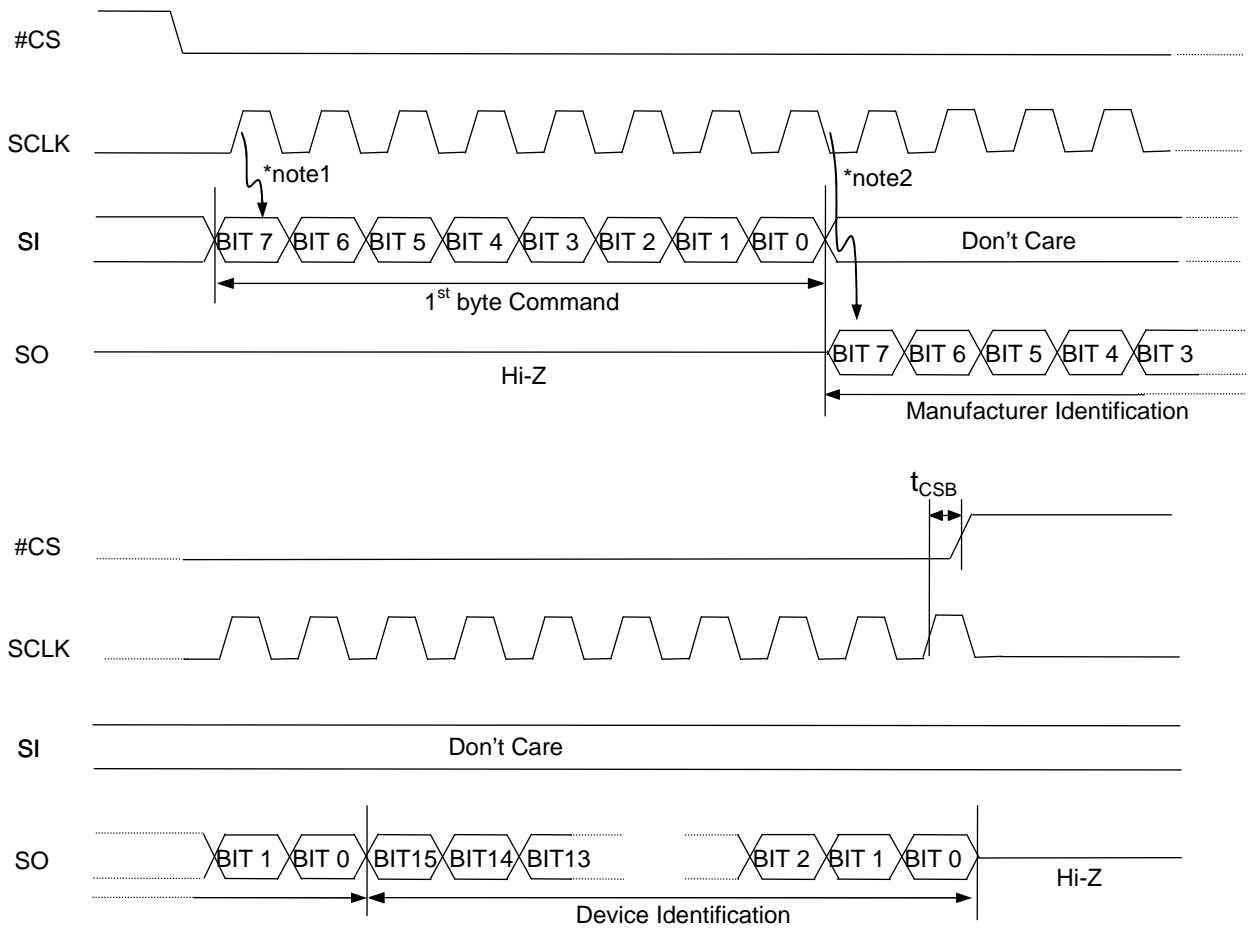 #CS
SCLK
*note1
*note2
SI
BIT 7 BIT 6 BIT 5 BIT 4 BIT 3 BIT 2 BIT 1 BIT 0
Don't Care
1st byte Command
SO
Hi-Z
BIT 7 BIT 6 BIT 5 BIT 4 BIT 3
Manufacturer Identification
tCSB
#CS
SCLK
SI
Don't Care
SO
BIT 1 BIT 0 BIT15 BIT14 BIT13 BIT 2 BIT 1 BIT 0
Hi-Z
Device Identification